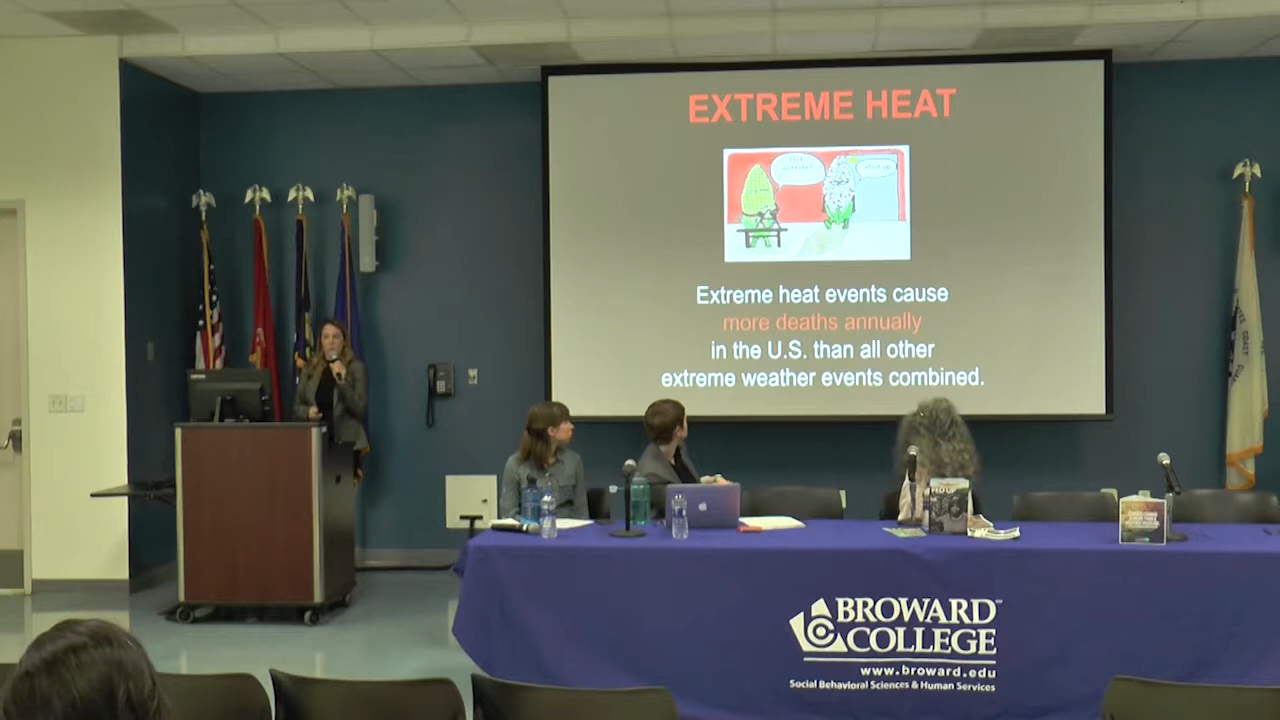 EXTREME HEAT
Extreme heat events cause
more deaths annually
in the U.S. than all other
extreme weather events combined.
BROWARD
COLLEGE
www.broward.edu
Social Behavioral Sciences & Human Services